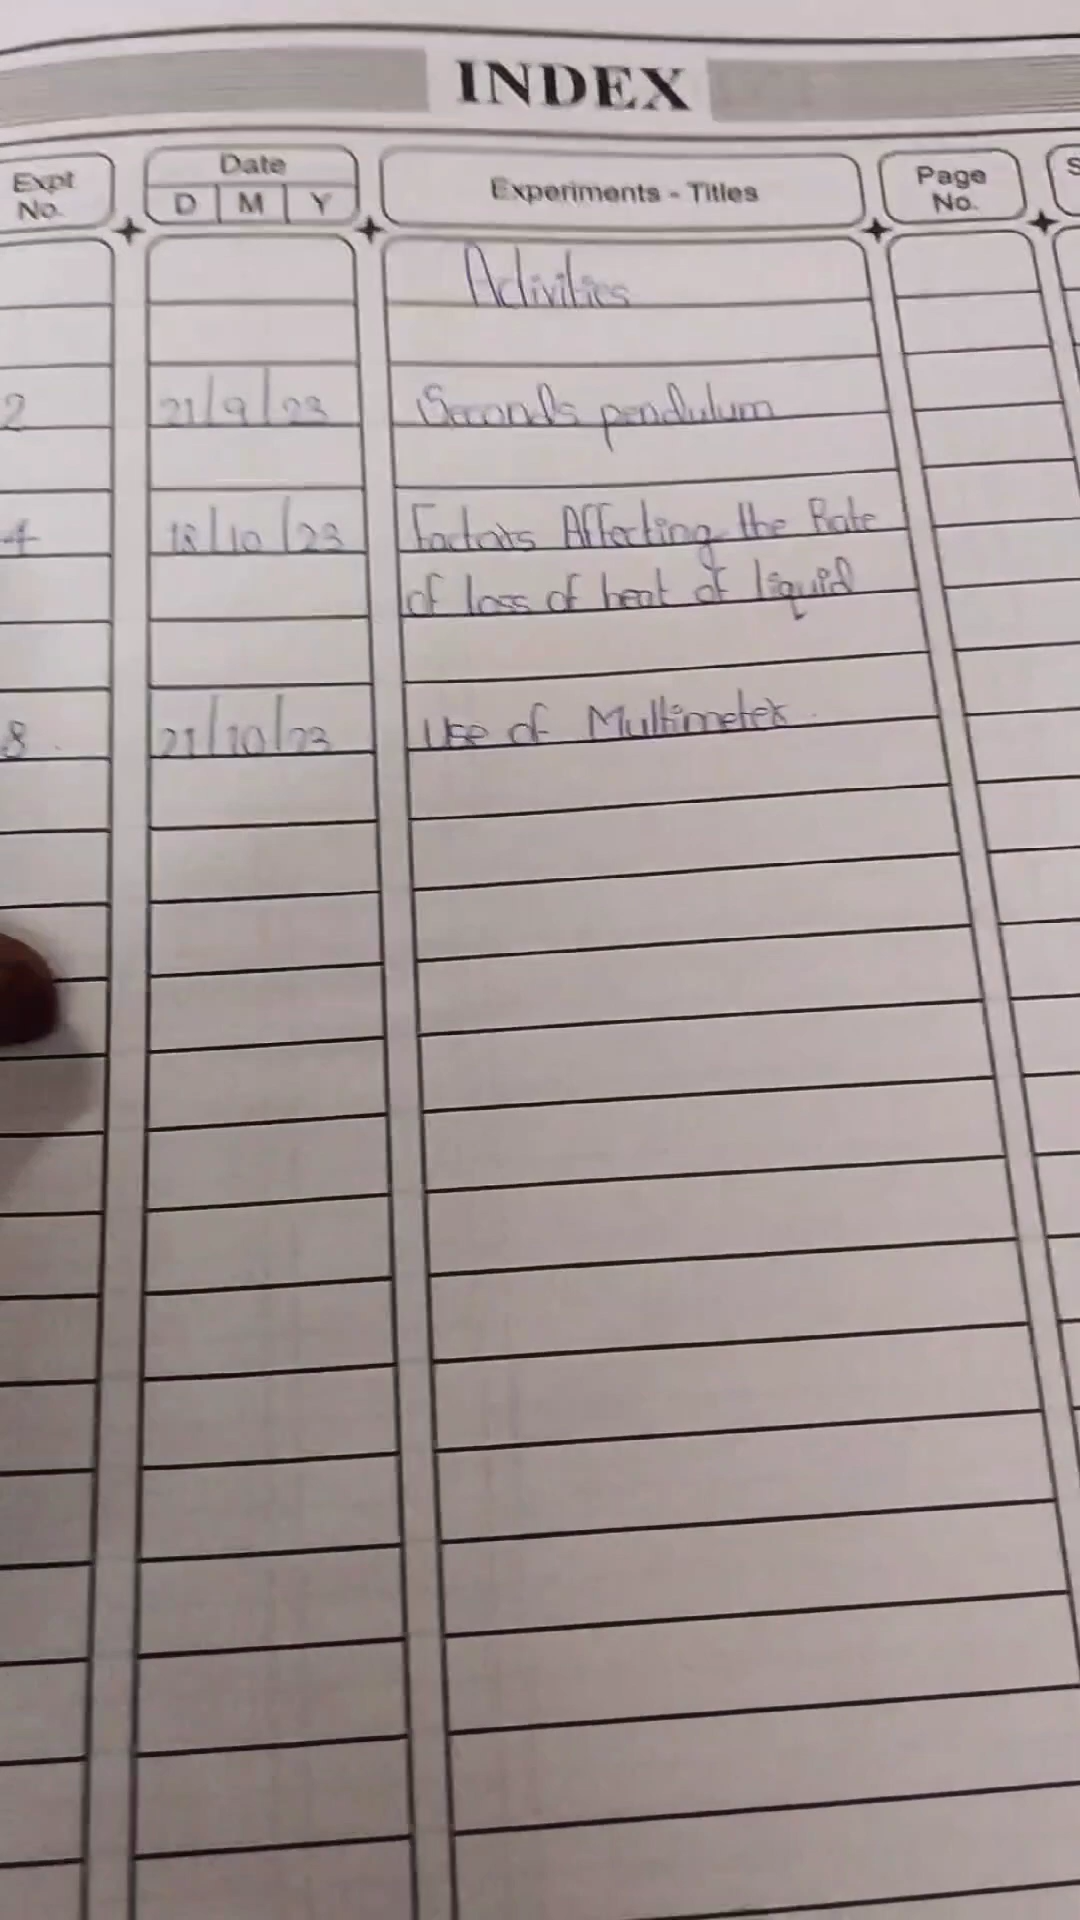 INDEX
Expt No. Date Experiments - Titles Page No. S
D M Y
Activities
2 21/9/23 Seconds pendulum
4 18/10/23 Factors Affecting the Rate
of loss of heat of liquid
8. 21/10/23 Use of Multimeter.